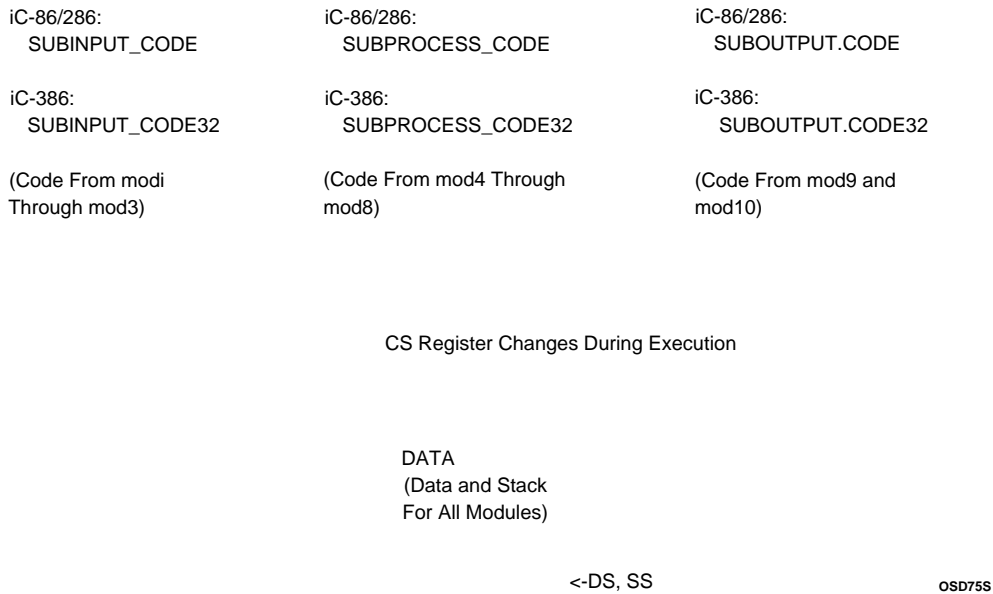 iC-86/286:
SUBINPUT_CODE
iC-386:
SUBINPUT_CODE32
(Code From modi
Through mod3)
iC-86/286:
SUBPROCESS_CODE
iC-386:
SUBPROCESS_CODE32
(Code From mod4 Through
mod8)
iC-86/286:
SUBOUTPUT.CODE
iC-386:
SUBOUTPUT.CODE32
(Code From mod9 and
mod10)
CS Register Changes During Execution
DATA
(Data and Stack
For All Modules)
<-DS, SS
OSD75S